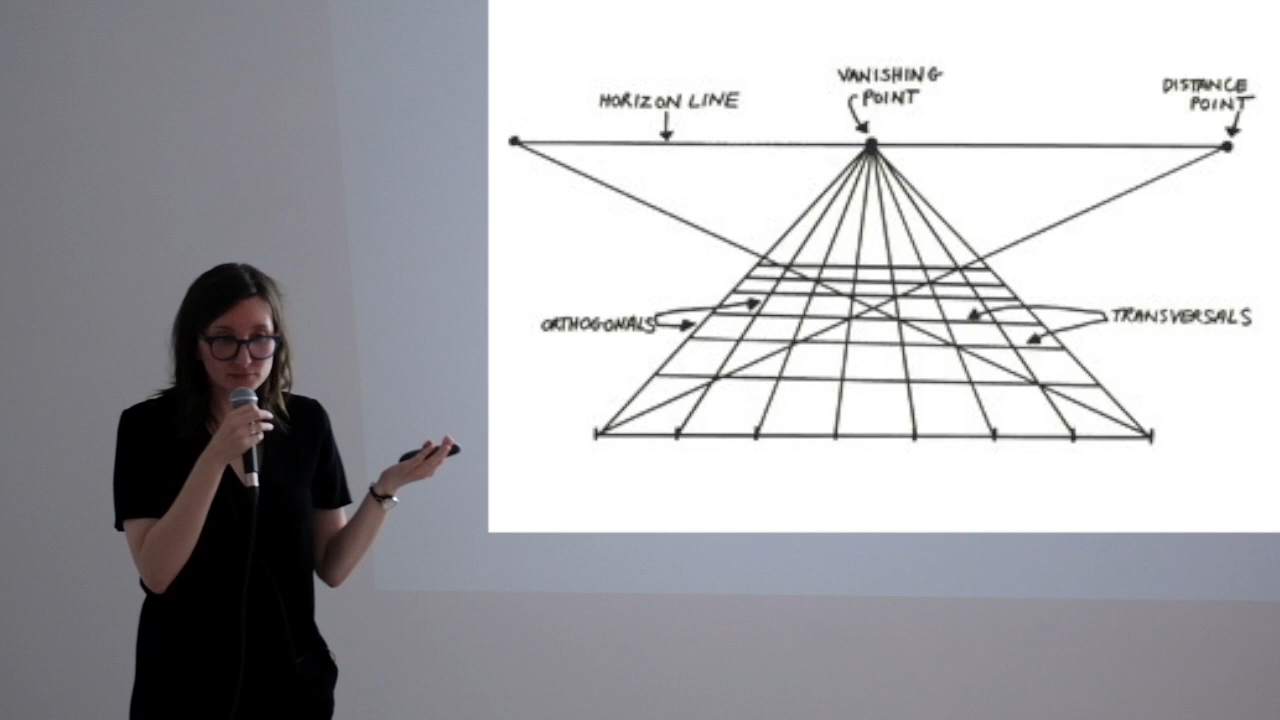 HORIZON LINE
VANISHING
POINT
DISTANCE
POINT
ORTHOGONALS
TRANSVERSALS